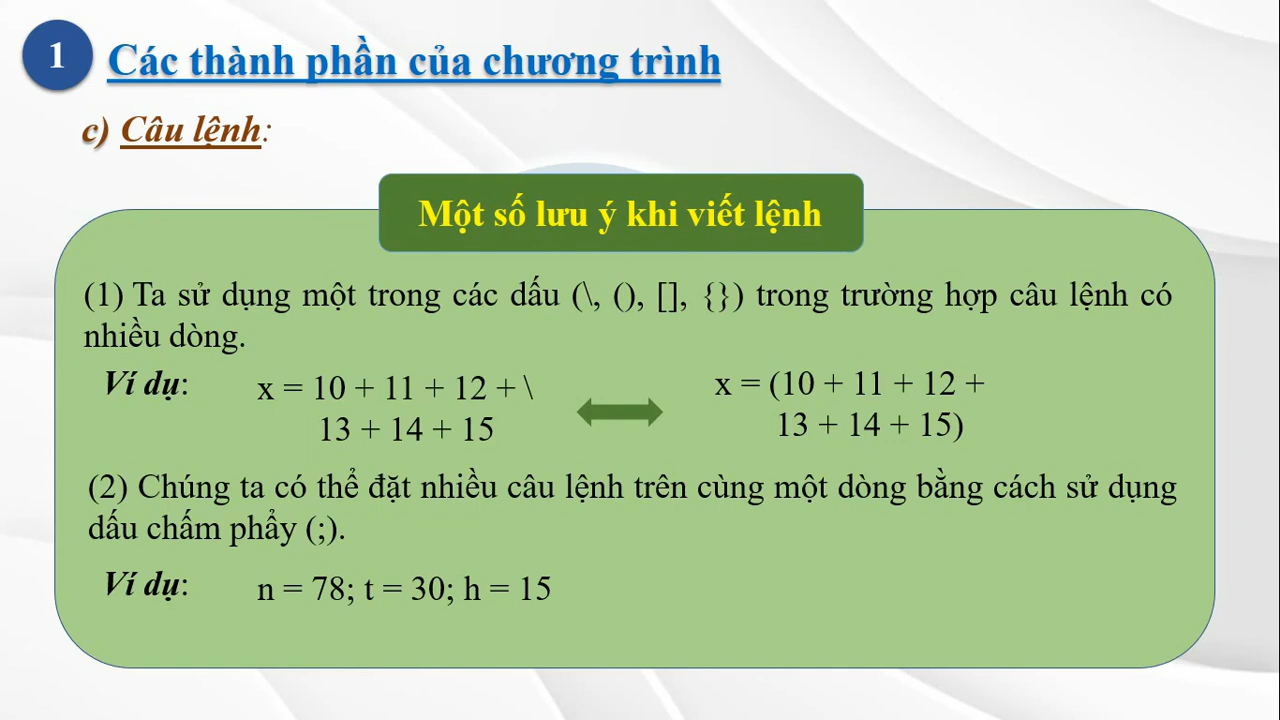 1
Các thành phần của chương trình
c) Câu lệnh:
Một số lưu ý khi viết lệnh
(1) Ta sử dụng một trong các dấu (\, (), [], {}) trong trường hợp câu lệnh có
nhiều dòng.
Ví dụ:
x = 10 + 11 + 12 + \
13 + 14 + 15
x = (10 + 11 + 12 +
13 + 14 + 15)
(2) Chúng ta có thể đặt nhiều câu lệnh trên cùng một dòng bằng cách sử dụng
dấu chấm phẩy (;).
Ví dụ:
n = 78; t = 30; h = 15